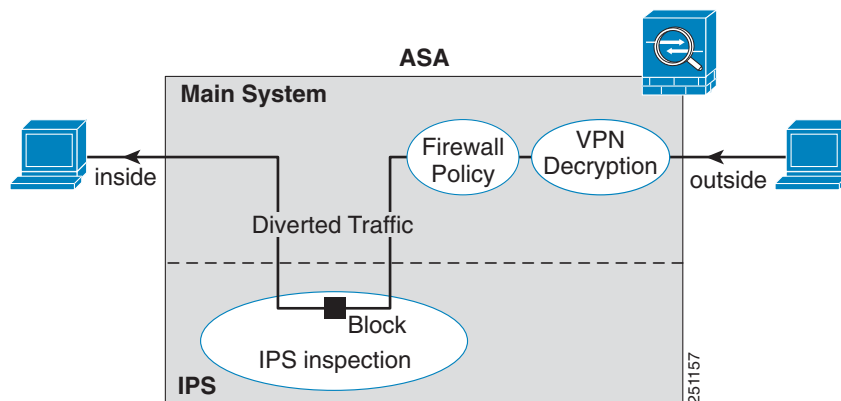 ASA
Main System
Firewall
Policy
VPN
Decryption
inside
outside
Diverted Traffic
Block
IPS inspection
IPS
251157